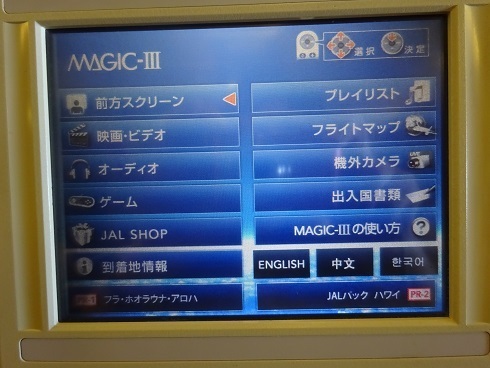 MAGIC-III
選択 決定
前方スクリーン
プレイリスト
映画・ビデオ
フライトマップ
オーディオ
機外カメラ
LIVE
ゲーム
出入国書類
JAL SHOP
MAGIC-IIIの使い方
到着地情報
ENGLISH 中文 한국어
PR-1 フラ・ホオラウナ・アロハ
JALパック ハワイ PR-2